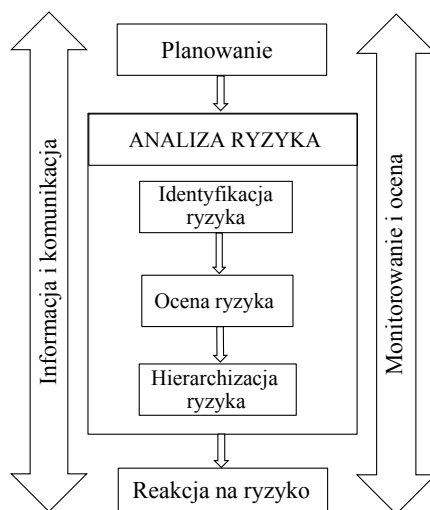 Planowanie
ANALIZA RYZYKA
Identyfikacja
ryzyka
Ocena ryzyka
Hierarchizacja
ryzyka
Reakcja na ryzyko
Informacja i komunikacja
Monitorowanie i ocena